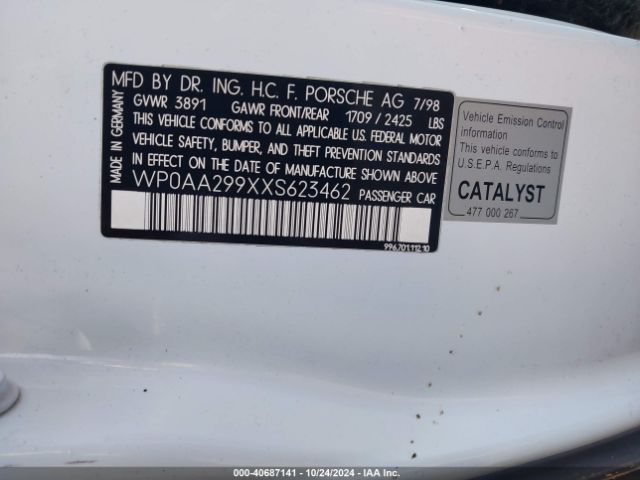 MFD BY DR. ING. H.C. F. PORSCHE AG 7/98
GVWR 3891 GAWR FRONT/REAR 1709 / 2425 LBS
THIS VEHICLE CONFORMS TO ALL APPLICABLE U.S. FEDERAL MOTOR
VEHICLE SAFETY, BUMPER, AND THEFT PREVENTION STANDARDS
IN EFFECT ON THE DATE OF MANUFACTURE SHOWN ABOVE.
WP0AA299XXS623462 PASSENGER CAR
996.701.112.10
MADE IN GERMANY
Vehicle Emission Control
information
Vehicle conforms to
U.S.E.P.A. Regulations
CATALYST
477 000 267
000-40687141 - 10/24/2024 - IAA Inc.